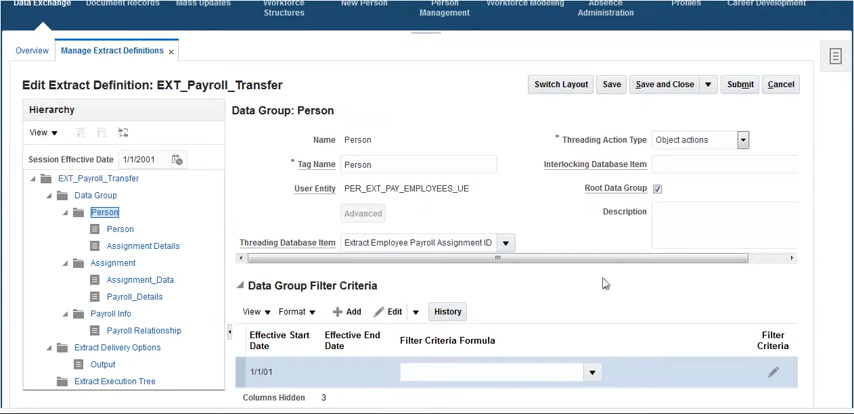 Data Exchange Document Records Mass Updates Workforce Structures New Person Person Management Workforce Modeling Absence Administration Profiles Career Development
Overview Manage Extract Definitions x
Edit Extract Definition: EXT_Payroll_Transfer
Switch Layout Save Save and Close Submit Cancel
Hierarchy
View
Session Effective Date 1/1/2001
EXT_Payroll_Transfer
Data Group
Person
Person
Assignment Details
Assignment
Assignment_Data
Payroll_Details
Payroll Info
Payroll Relationship
Extract Delivery Options
Output
Extract Execution Tree
Data Group: Person
Name Person
* Tag Name Person
User Entity PER_EXT_PAY_EMPLOYEES_UE
Advanced
Threading Database Item Extract Employee Payroll Assignment ID
* Threading Action Type Object actions
Interlocking Database Item
Root Data Group
Description
Data Group Filter Criteria
View Format Add Edit History
Effective Start Date Effective End Date Filter Criteria Formula Filter Criteria
1/1/01
Columns Hidden 3